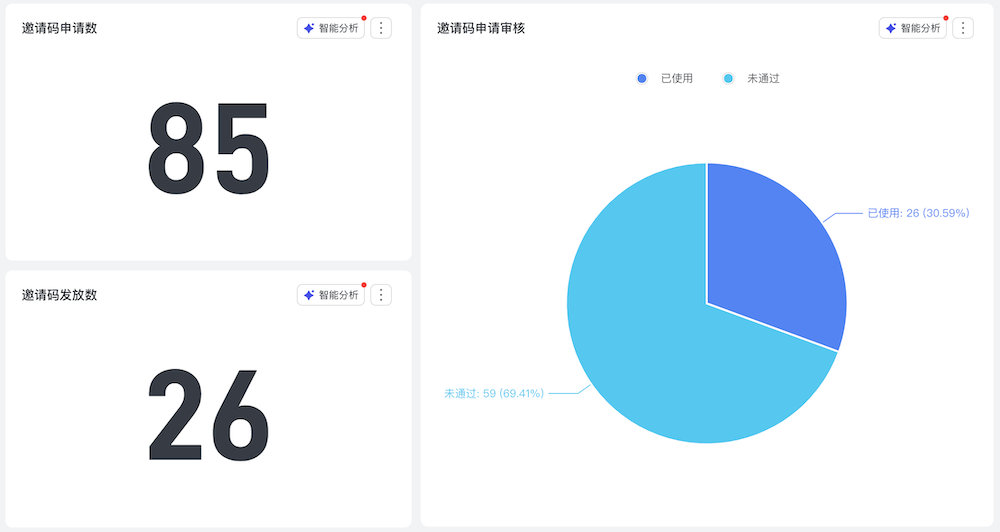 邀请码申请数
智能分析
85
邀请码发放数
智能分析
26
邀请码申请审核
智能分析
已使用
未通过
已使用: 26 (30.59%)
未通过: 59 (69.41%)